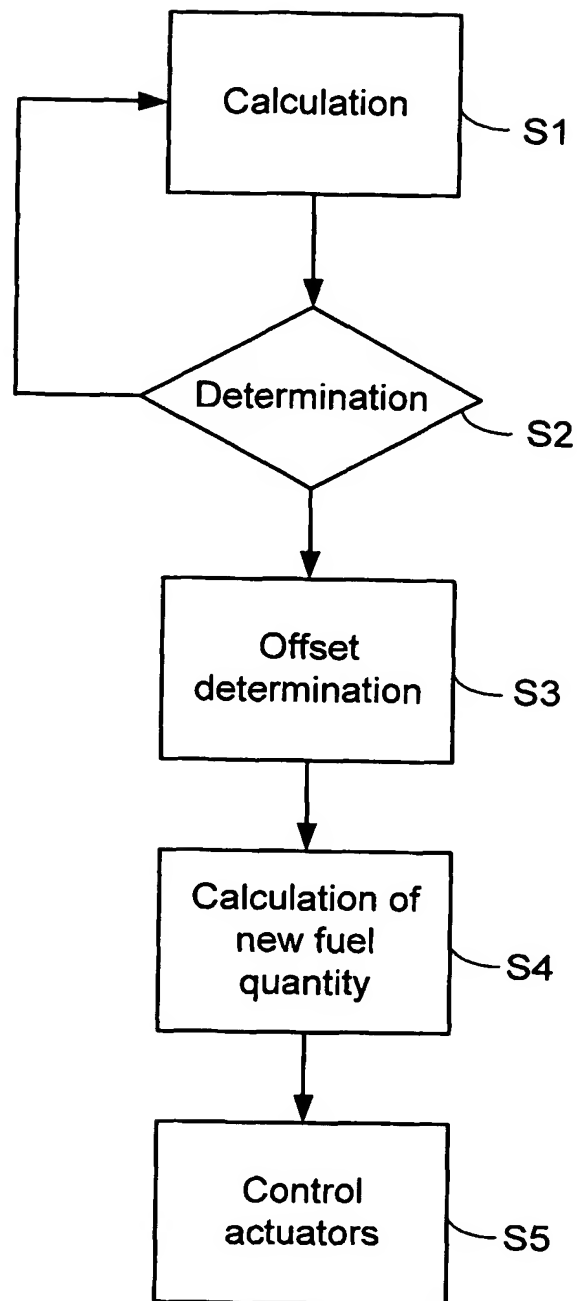 Calculation
S1
Determination
S2
Offset
determination
S3
Calculation of
new fuel
quantity
S4
Control
actuators
S5